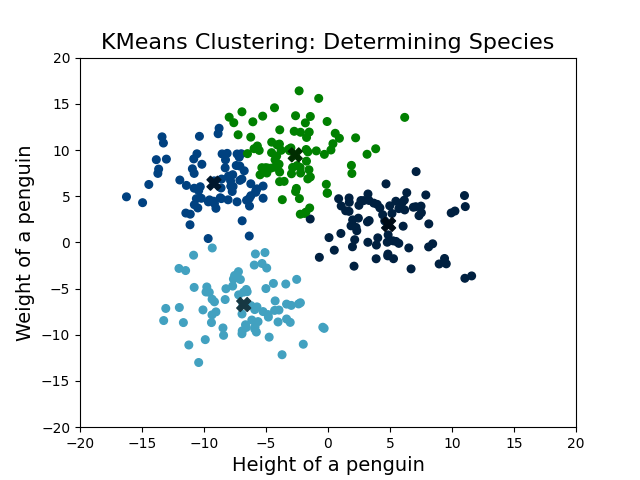 KMeans Clustering: Determining Species
20
15
10
5
0
−5
−10
−15
−20
Weight of a penguin
−20 −15 −10 −5 0 5 10 15 20
Height of a penguin